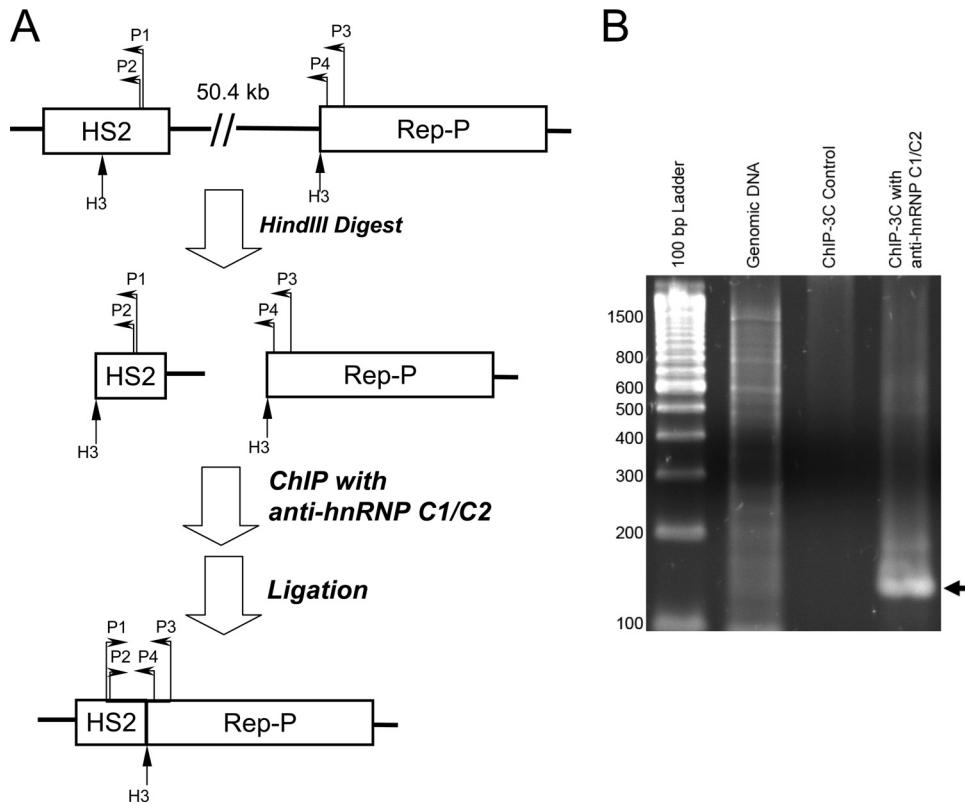 A
P1
P2
P3
P4
50.4 kb
HS2
Rep-P
H3
H3
HindIII Digest
P1
P2
P3
P4
HS2
Rep-P
H3
H3
ChIP with
anti-hnRNP C1/C2
Ligation
P1
P3
P2
P4
HS2
Rep-P
H3
B
100 bp Ladder
Genomic DNA
ChIP-3C Control
ChIP-3C with
anti-hnRNP C1/C2
1500
800
600
500
400
300
200
100